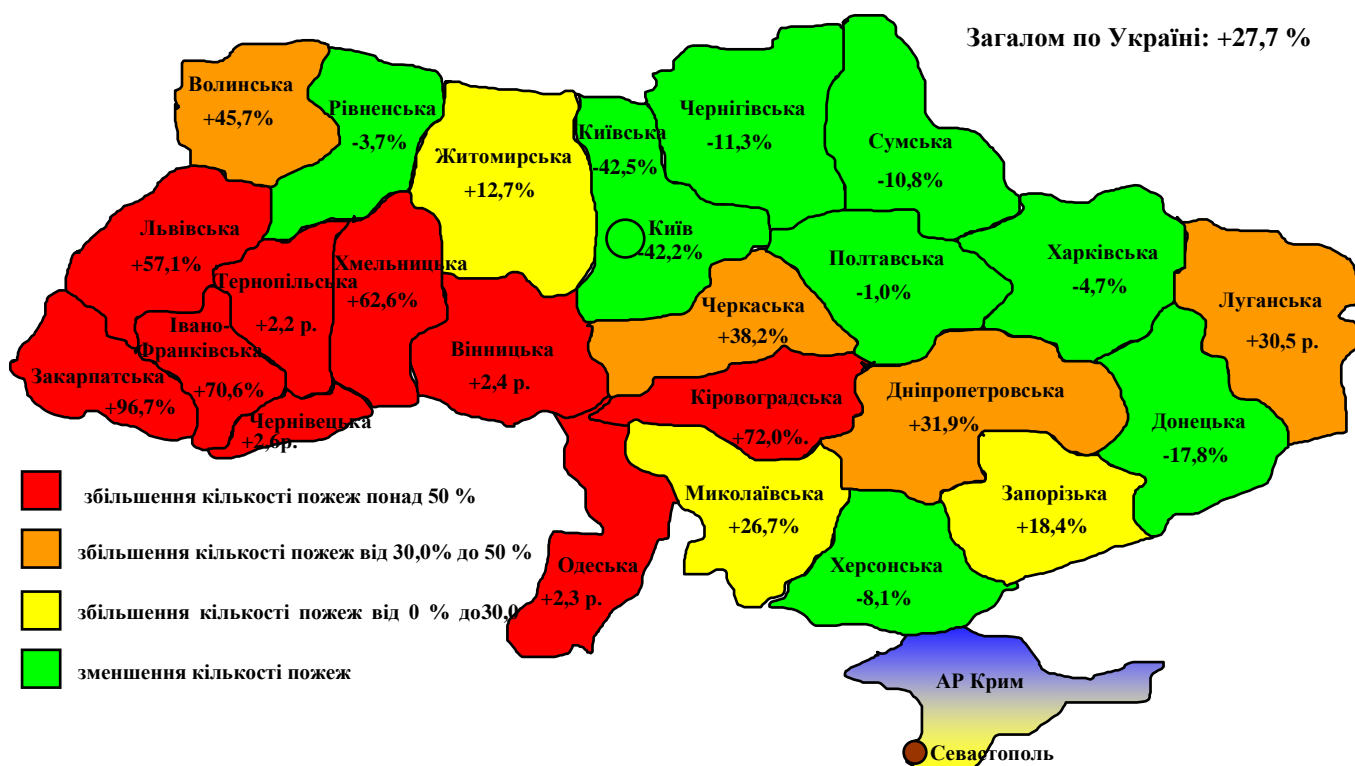 Загалом по Україні: +27,7 %
Волинська
+45,7%
Рівненська
-3,7%
Житомирська
+12,7%
Київська
-42,5%
Київ
-42,2%
Чернігівська
-11,3%
Сумська
-10,8%
Львівська
+57,1%
Тернопільська
+2,2 р.
Хмельницька
+62,6%
Вінницька
+2,4 р.
Черкаська
+38,2%
Полтавська
-1,0%
Харківська
-4,7%
Луганська
+30,5 р.
Закарпатська
+96,7%
Івано-
Франківська
+70,6%
Чернівецька
+2,6р.
Кіровоградська
+72,0%.
Дніпропетровська
+31,9%
Донецька
-17,8%
Одеська
+2,3 р.
Миколаївська
+26,7%
Херсонська
-8,1%
Запорізька
+18,4%
АР Крим
Севастополь
збільшення кількості пожеж понад 50 %
збільшення кількості пожеж від 30,0% до 50 %
збільшення кількості пожеж від 0 % до30,0
зменшення кількості пожеж